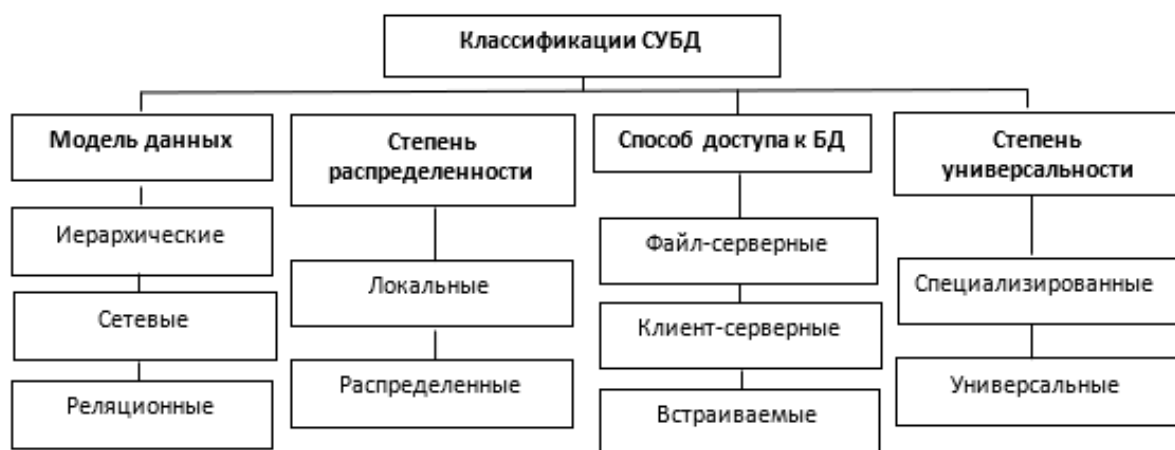 Классификации СУБД
Модель данных
Иерархические
Сетевые
Реляционные
Степень
распределенности
Локальные
Распределенные
Способ доступа к БД
Файл-серверные
Клиент-серверные
Встраиваемые
Степень
универсальности
Специализированные
Универсальные